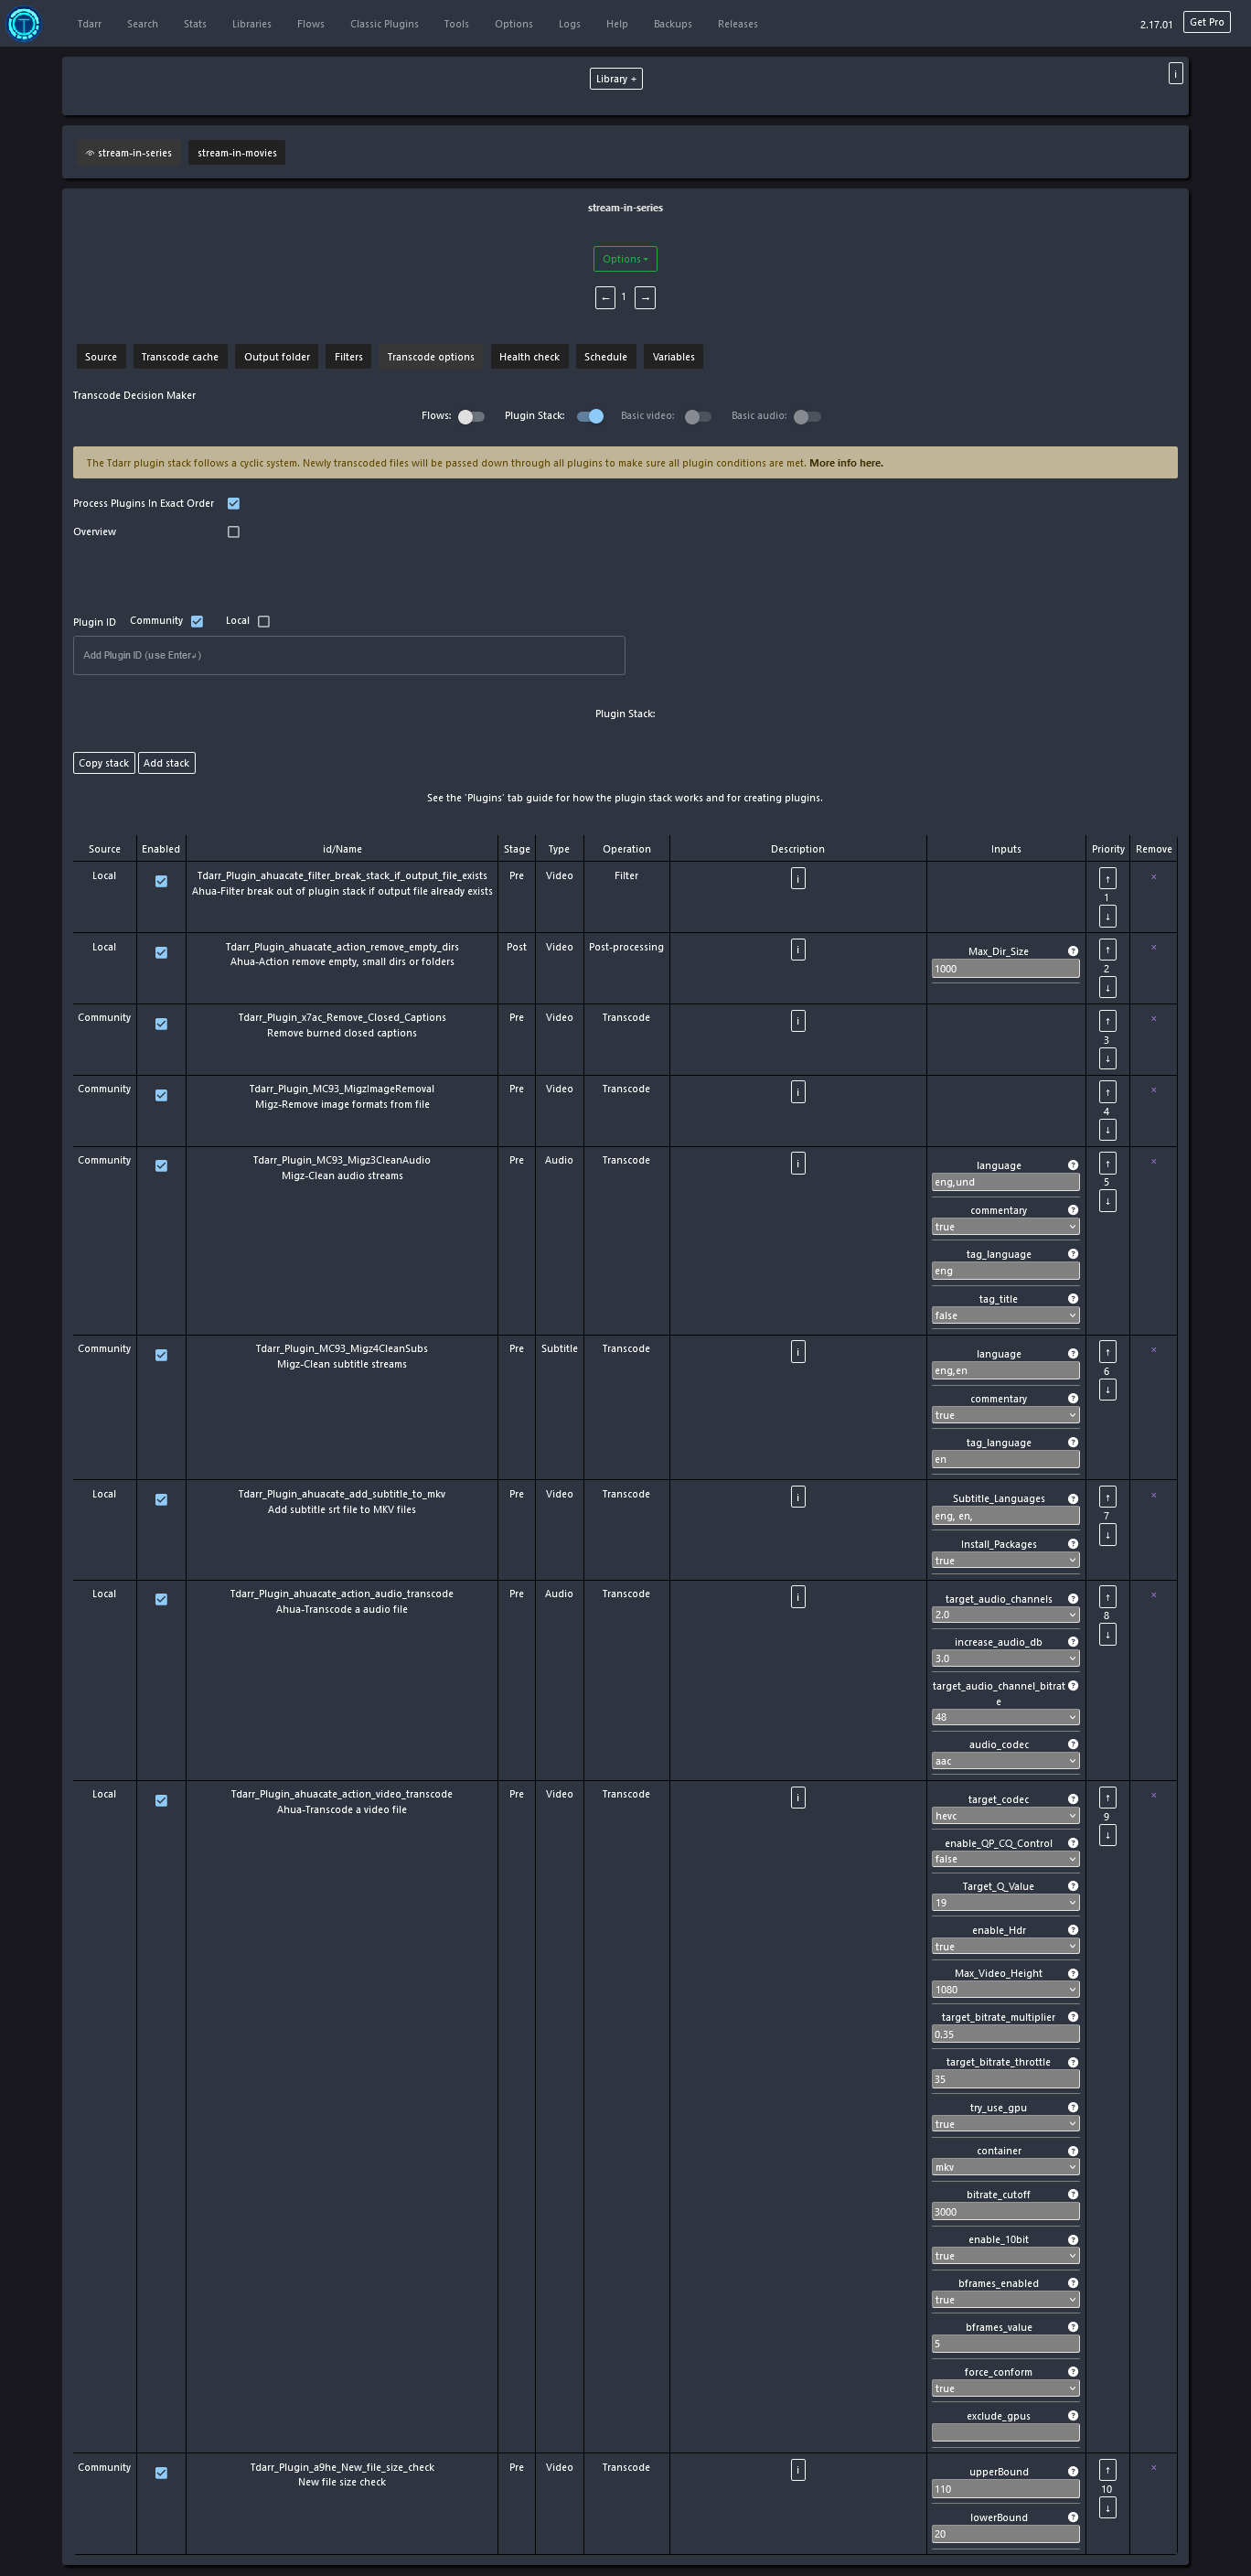 Tdarr Search Stats Libraries Flows Classic Plugins Tools Options Logs Help Backups Releases 2.17.01 Get Pro
Library + i
stream-in-series stream-in-movies
stream-in-series
Options
← 1 →
Source Transcode cache Output folder Filters Transcode options Health check Schedule Variables
Transcode Decision Maker
Flows: Plugin Stack: Basic video: Basic audio:
The Tdarr plugin stack follows a cyclic system. Newly transcoded files will be passed down through all plugins to make sure all plugin conditions are met. More info here.
Process Plugins In Exact Order
Overview
Plugin ID Community Local
Add Plugin ID (use Enter↲)
Plugin Stack:
Copy stack Add stack
See the 'Plugins' tab guide for how the plugin stack works and for creating plugins.
Source Enabled id/Name Stage Type Operation Description Inputs Priority Remove
Local Tdarr_Plugin_ahuacate_filter_break_stack_if_output_file_exists Pre Video Filter i ↑ ×
Ahua-Filter break out of plugin stack if output file already exists
1
↓
Local Tdarr_Plugin_ahuacate_action_remove_empty_dirs Post Video Post-processing i Max_Dir_Size ? ↑ ×
Ahua-Action remove empty, small dirs or folders
1000 2
↓
Community Tdarr_Plugin_x7ac_Remove_Closed_Captions Pre Video Transcode i ↑ ×
Remove burned closed captions
3
↓
Community Tdarr_Plugin_MC93_MigzImageRemoval Pre Video Transcode i ↑ ×
Migz-Remove image formats from file
4
↓
Community Tdarr_Plugin_MC93_Migz3CleanAudio Pre Audio Transcode i language ? ↑ ×
Migz-Clean audio streams
eng,und 5
↓
commentary ?
true
tag_language ?
eng
tag_title ?
false
Community Tdarr_Plugin_MC93_Migz4CleanSubs Pre Subtitle Transcode i language ? ↑ ×
Migz-Clean subtitle streams
eng,en 6
↓
commentary ?
true
tag_language ?
en
Local Tdarr_Plugin_ahuacate_add_subtitle_to_mkv Pre Video Transcode i Subtitle_Languages ? ↑ ×
Add subtitle srt file to MKV files
eng, en, 7
↓
Install_Packages ?
true
Local Tdarr_Plugin_ahuacate_action_audio_transcode Pre Audio Transcode i target_audio_channels ? ↑ ×
Ahua-Transcode a audio file
2.0 8
↓
increase_audio_db ?
3.0
target_audio_channel_bitrat ?
e
48
audio_codec ?
aac
Local Tdarr_Plugin_ahuacate_action_video_transcode Pre Video Transcode i target_codec ? ↑ ×
Ahua-Transcode a video file
hevc 9
↓
enable_QP_CQ_Control ?
false
Target_Q_Value ?
19
enable_Hdr ?
true
Max_Video_Height ?
1080
target_bitrate_multiplier ?
0.35
target_bitrate_throttle ?
35
try_use_gpu ?
true
container ?
mkv
bitrate_cutoff ?
3000
enable_10bit ?
true
bframes_enabled ?
true
bframes_value ?
5
force_conform ?
true
exclude_gpus ?
Community Tdarr_Plugin_a9he_New_file_size_check Pre Video Transcode i upperBound ? ↑ ×
New file size check
110 10
↓
lowerBound ?
20